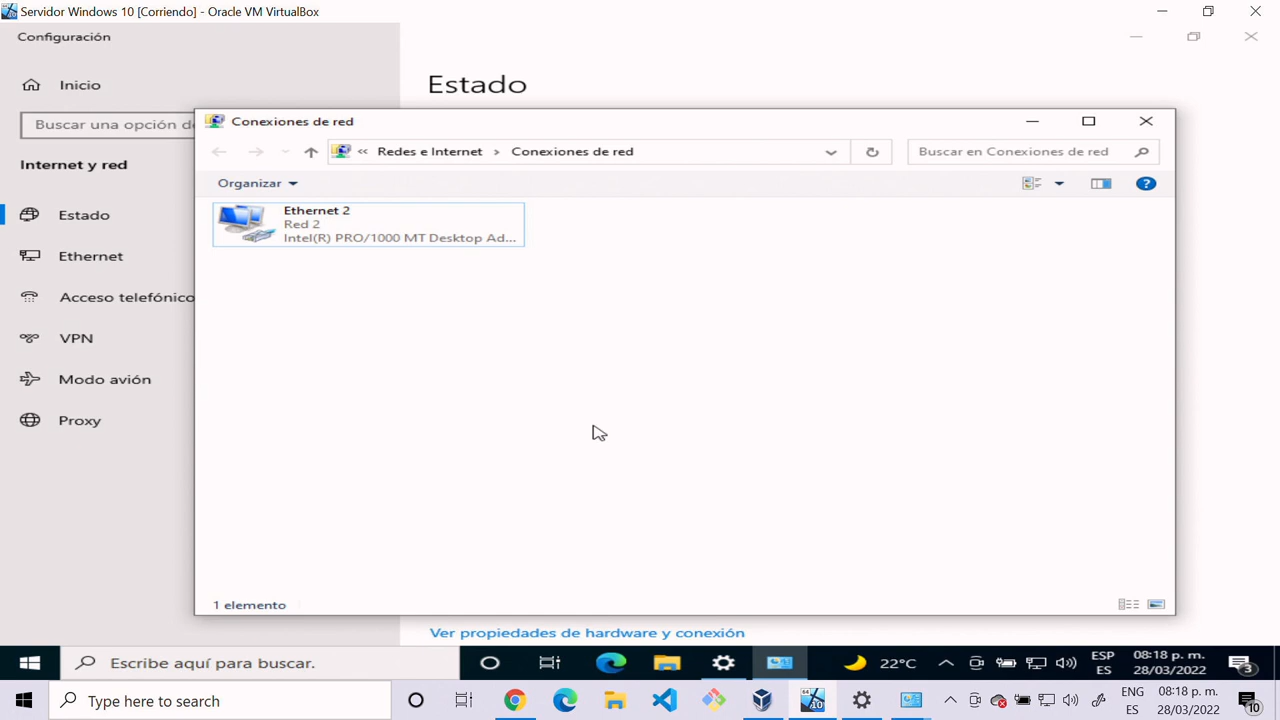 Servidor Windows 10 [Corriendo] - Oracle VM VirtualBox
Configuración
Inicio
Estado
Buscar una opción de
Conexiones de red
Internet y red
« Redes e Internet › Conexiones de red
Buscar en Conexiones de red
Organizar
Estado
Ethernet 2
Red 2
Intel(R) PRO/1000 MT Desktop Ad...
Ethernet
Acceso telefónico
VPN
Modo avión
Proxy
1 elemento
Ver propiedades de hardware y conexión
Escribe aquí para buscar.
22°C
ESP
ES
08:18 p. m.
28/03/2022
3
Type here to search
10
ENG
ES
08:18 p. m.
28/03/2022
10